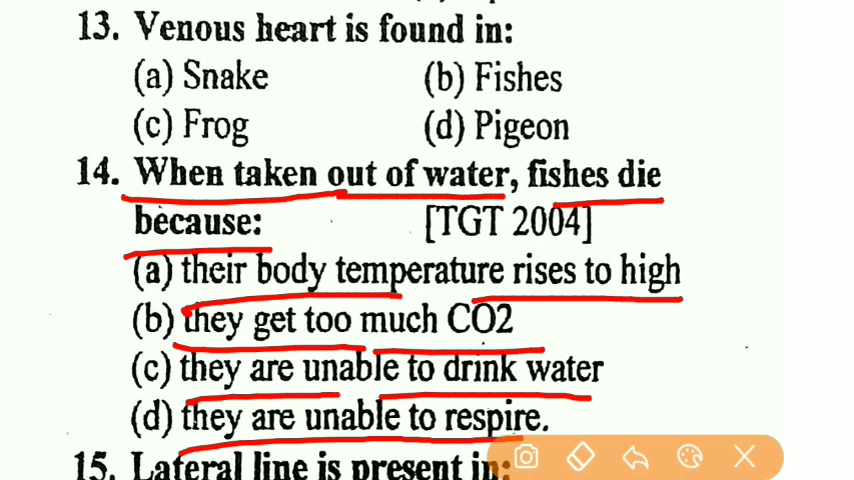 13. Venous heart is found in:
(a) Snake (b) Fishes
(c) Frog (d) Pigeon
14. When taken out of water, fishes die
because: [TGT 2004]
(a) their body temperature rises to high
(b) they get too much CO2
(c) they are unable to drink water
(d) they are unable to respire.
15. Lateral line is present in: